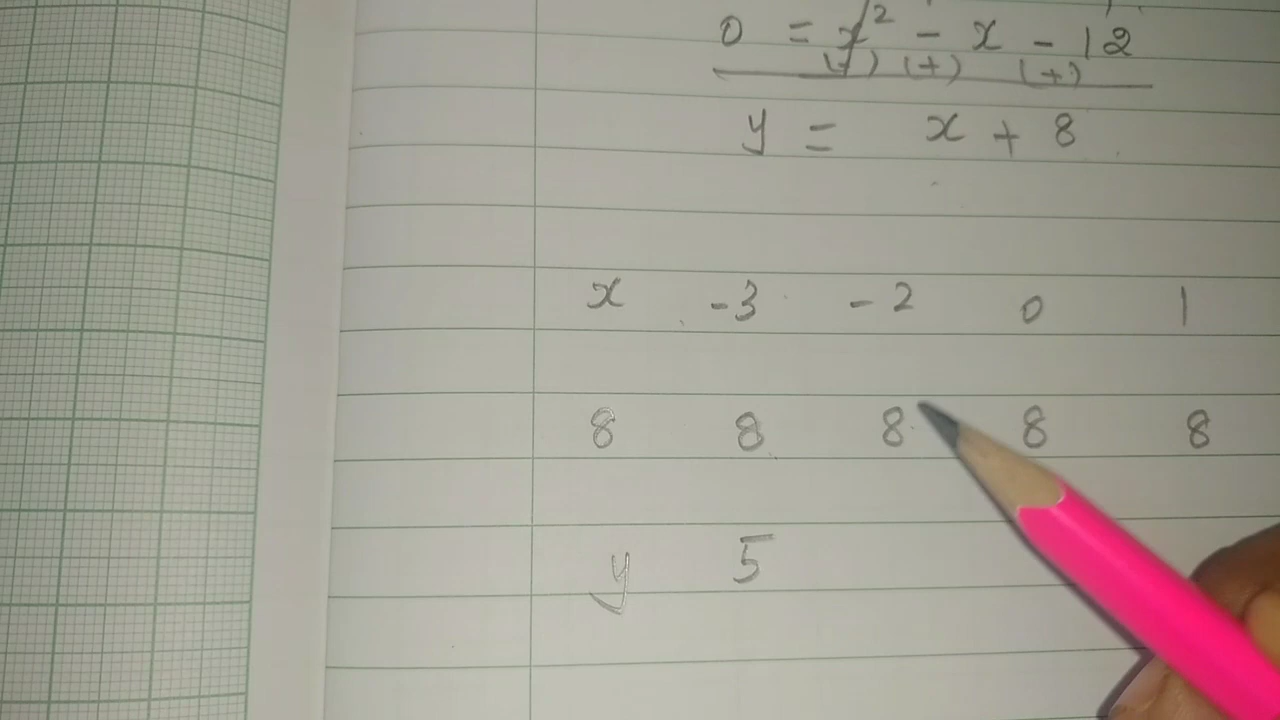 0 = x² - x - 12
(-) (+) (+)
y = x + 8
x -3 -2 0 1
8 8 8 8 8
y 5